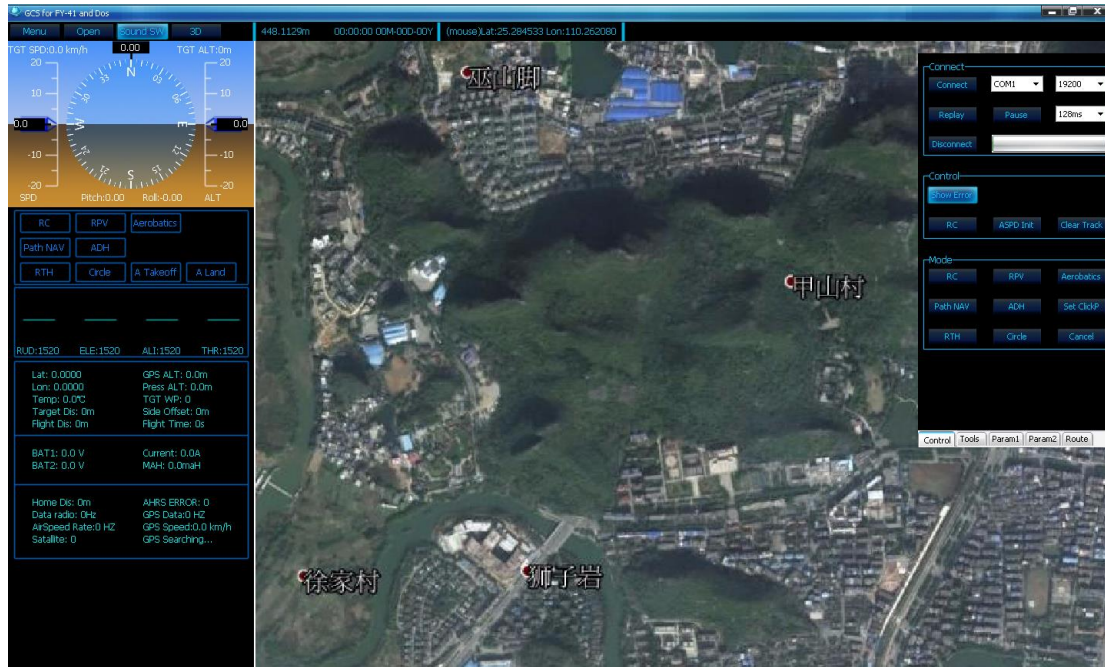 GCS for FY-41 and Dos
Menu Open Sound SW 3D
448.1129m 00:00:00 00M-00D-00Y (mouse)Lat:25.284533 Lon:110.262080
TGT SPD:0.0 km/h 0.00 TGT ALT:0m
20 20
10 10
0.0 0.0
-10 -10
-20 -20
N 03 06 E 12 15 S 21 24 W 30 33
SPD Pitch:0.00 Roll:-0.00 ALT
RC RPV Aerobatics
Path NAV ADH
RTH Circle A Takeoff A Land
RUD:1520 ELE:1520 ALI:1520 THR:1520
Lat: 0.0000 GPS ALT: 0.0m
Lon: 0.0000 Press ALT: 0.0m
Temp: 0.0℃ TGT WP: 0
Target Dis: 0m Side Offset: 0m
Flight Dis: 0m Flight Time: 0s
BAT1: 0.0 V Current: 0.0A
BAT2: 0.0 V MAH: 0.0maH
Home Dis: 0m AHRS ERROR: 0
Data radio: 0Hz GPS Data:0 HZ
AirSpeed Rate:0 HZ GPS Speed:0.0 km/h
Satallite: 0 GPS Searching...
巫山脚
甲山村
徐家村
狮子岩
Connect
Connect COM1 19200
Replay Pause 128ms
Disconnect
Control
Show Error
RC ASPD Init Clear Track
Mode
RC RPV Aerobatics
Path NAV ADH Set ClickP
RTH Circle Cancel
Control Tools Param1 Param2 Route